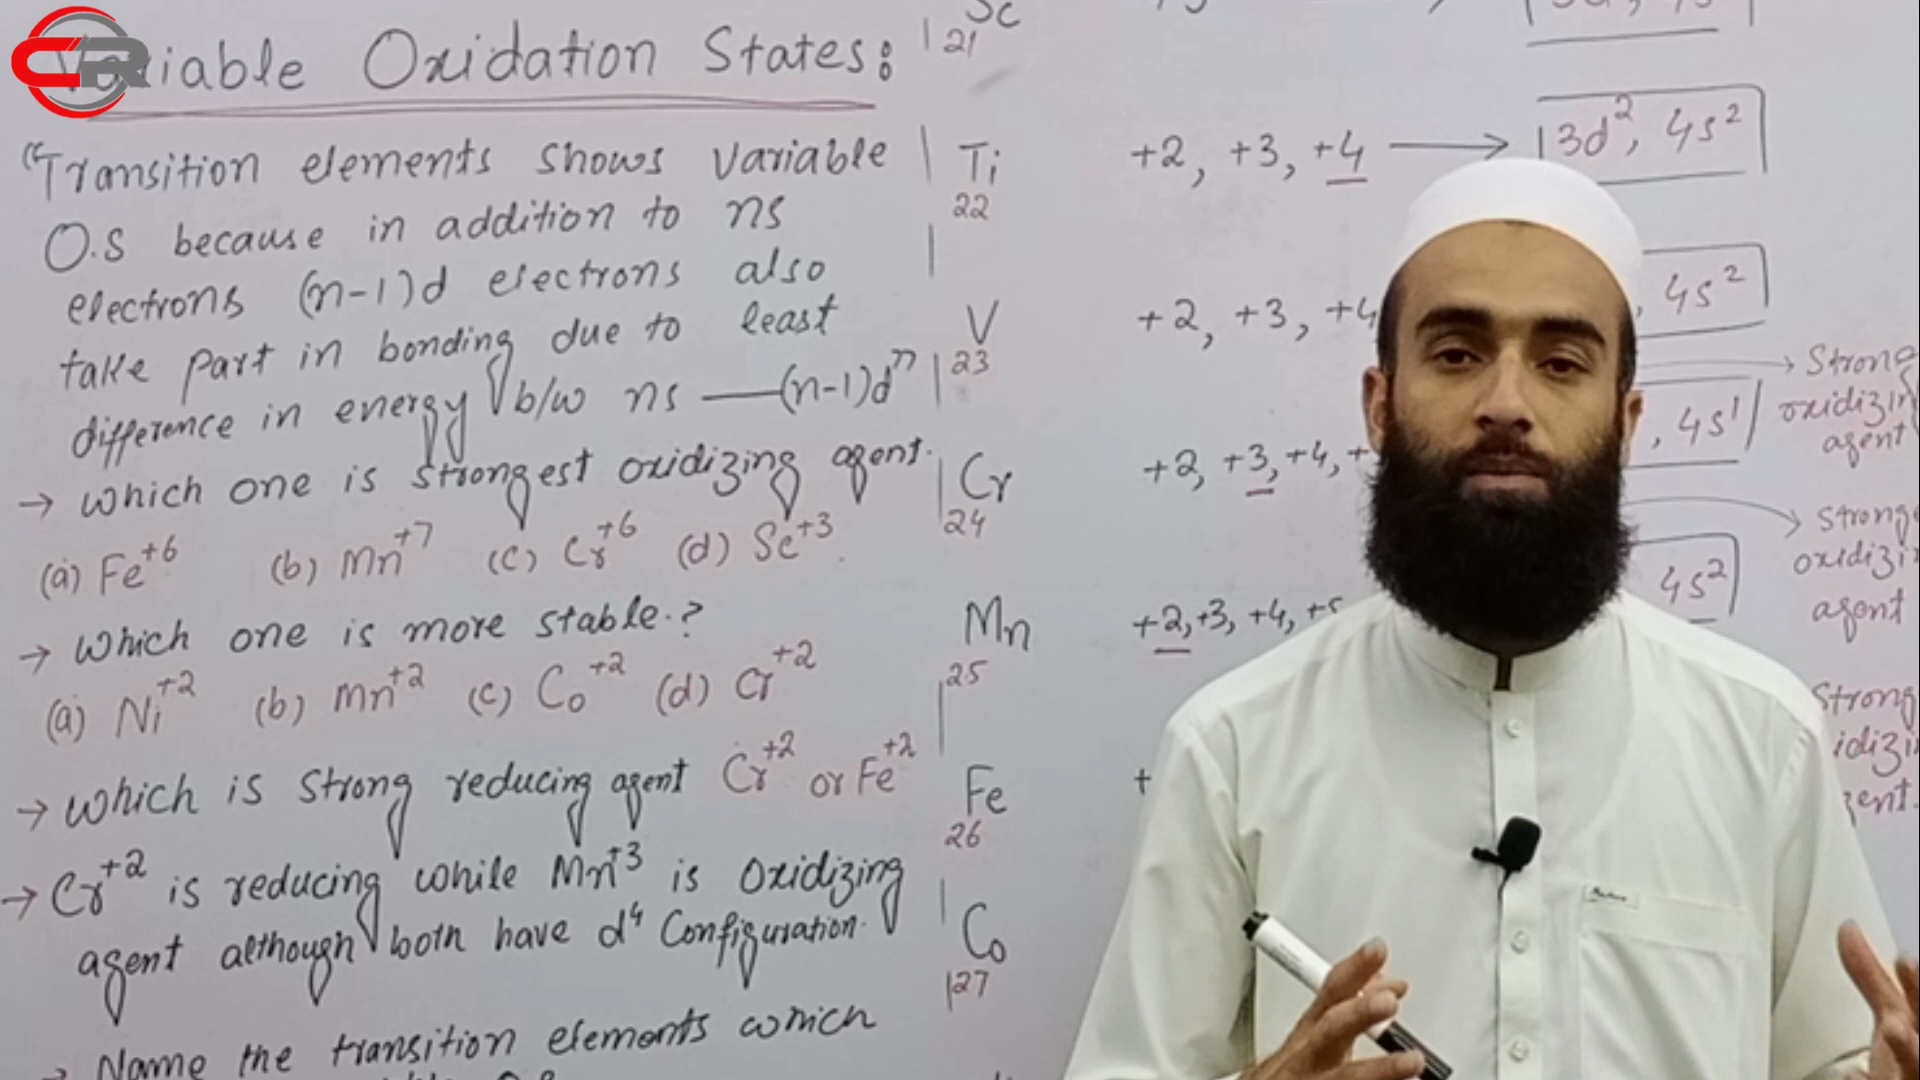 CR
Variable Oxidation States:
"Transition elements shows variable
O.S because in addition to ns
electrons (n-1)d electrons also
take part in bonding due to least
difference in energy b/w ns —(n-1)d"
→ which one is strongest oxidizing agent.
(a) Fe+6 (b) Mn+7 (c) Cr+6 (d) Sc+3
→ which one is more stable.?
(a) Ni+2 (b) Mn+2 (c) Co+2 (d) Cr+2
→ which is strong reducing agent Cr+2 or Fe+2
→ Cr+2 is reducing while Mn+3 is oxidizing
agent although both have d4 Configuration.
→ Name the transition elements which
Sc
21
Ti +2, +3, +4 → 3d2, 4s2
22
V +2, +3, +4 , 4s2
23
Cr +2, +3, +4, , 4s1
24
Mn +2, +3, +4, +5 4s2
25
Fe +
26
Co
27
→ Strong
oxidizin
agent
→ Strong
oxidizi
agent
Strong
idizi
gent.